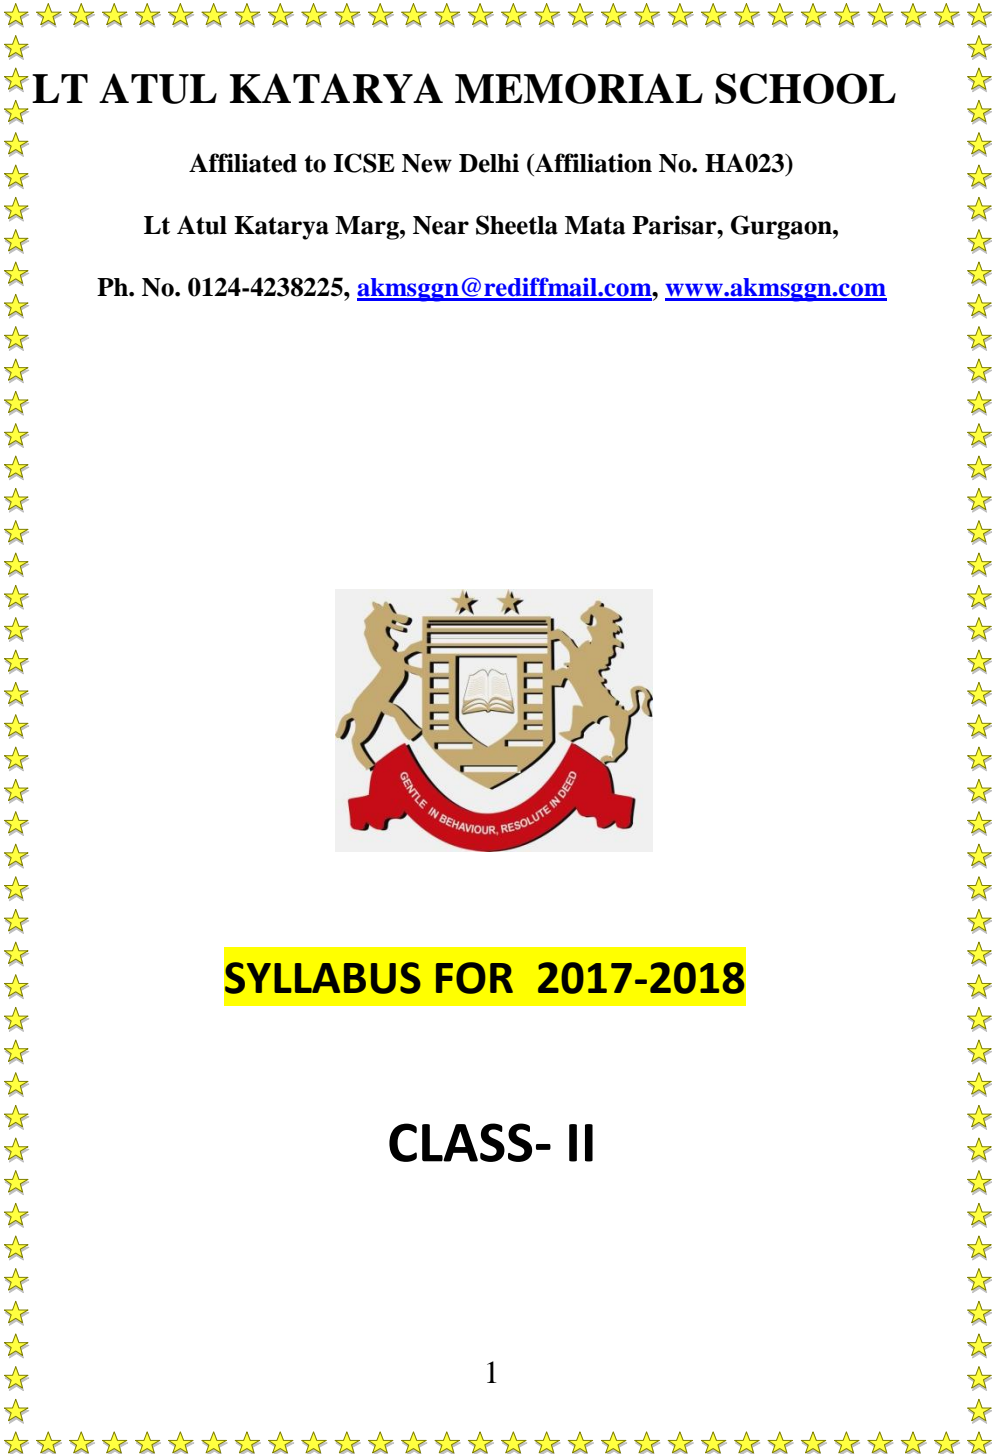 LT ATUL KATARYA MEMORIAL SCHOOL
Affiliated to ICSE New Delhi (Affiliation No. HA023)
Lt Atul Katarya Marg, Near Sheetla Mata Parisar, Gurgaon,
Ph. No. 0124-4238225, akmsggn@rediffmail.com, www.akmsggn.com
GENTLE IN BEHAVIOUR, RESOLUTE IN DEED
SYLLABUS FOR 2017-2018
CLASS- II
1